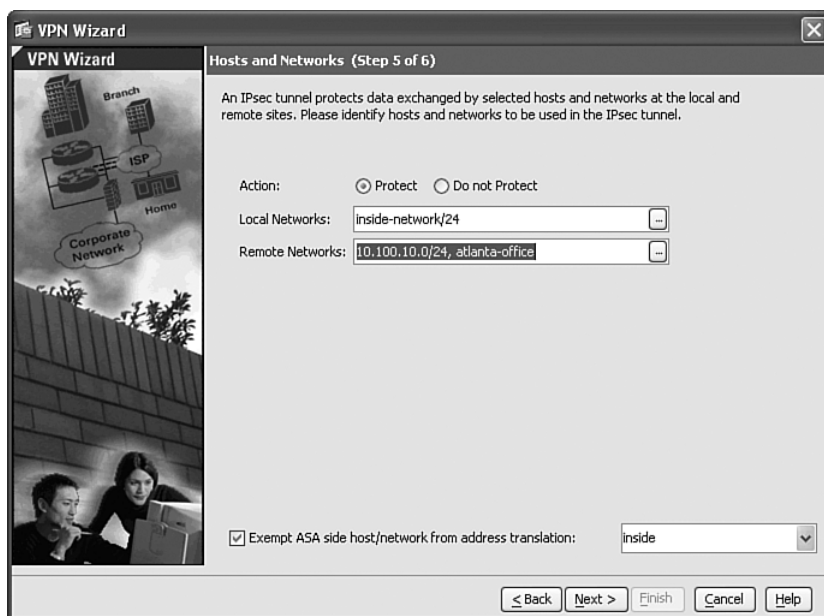 VPN Wizard
VPN Wizard
Branch
ISP
Home
Corporate
Network
Hosts and Networks (Step 5 of 6)
An IPsec tunnel protects data exchanged by selected hosts and networks at the local and
remote sites. Please identify hosts and networks to be used in the IPsec tunnel.
Action: Protect Do not Protect
Local Networks: inside-network/24 ...
Remote Networks: 10.100.10.0/24, atlanta-office ...
Exempt ASA side host/network from address translation: inside
< Back Next > Finish Cancel Help